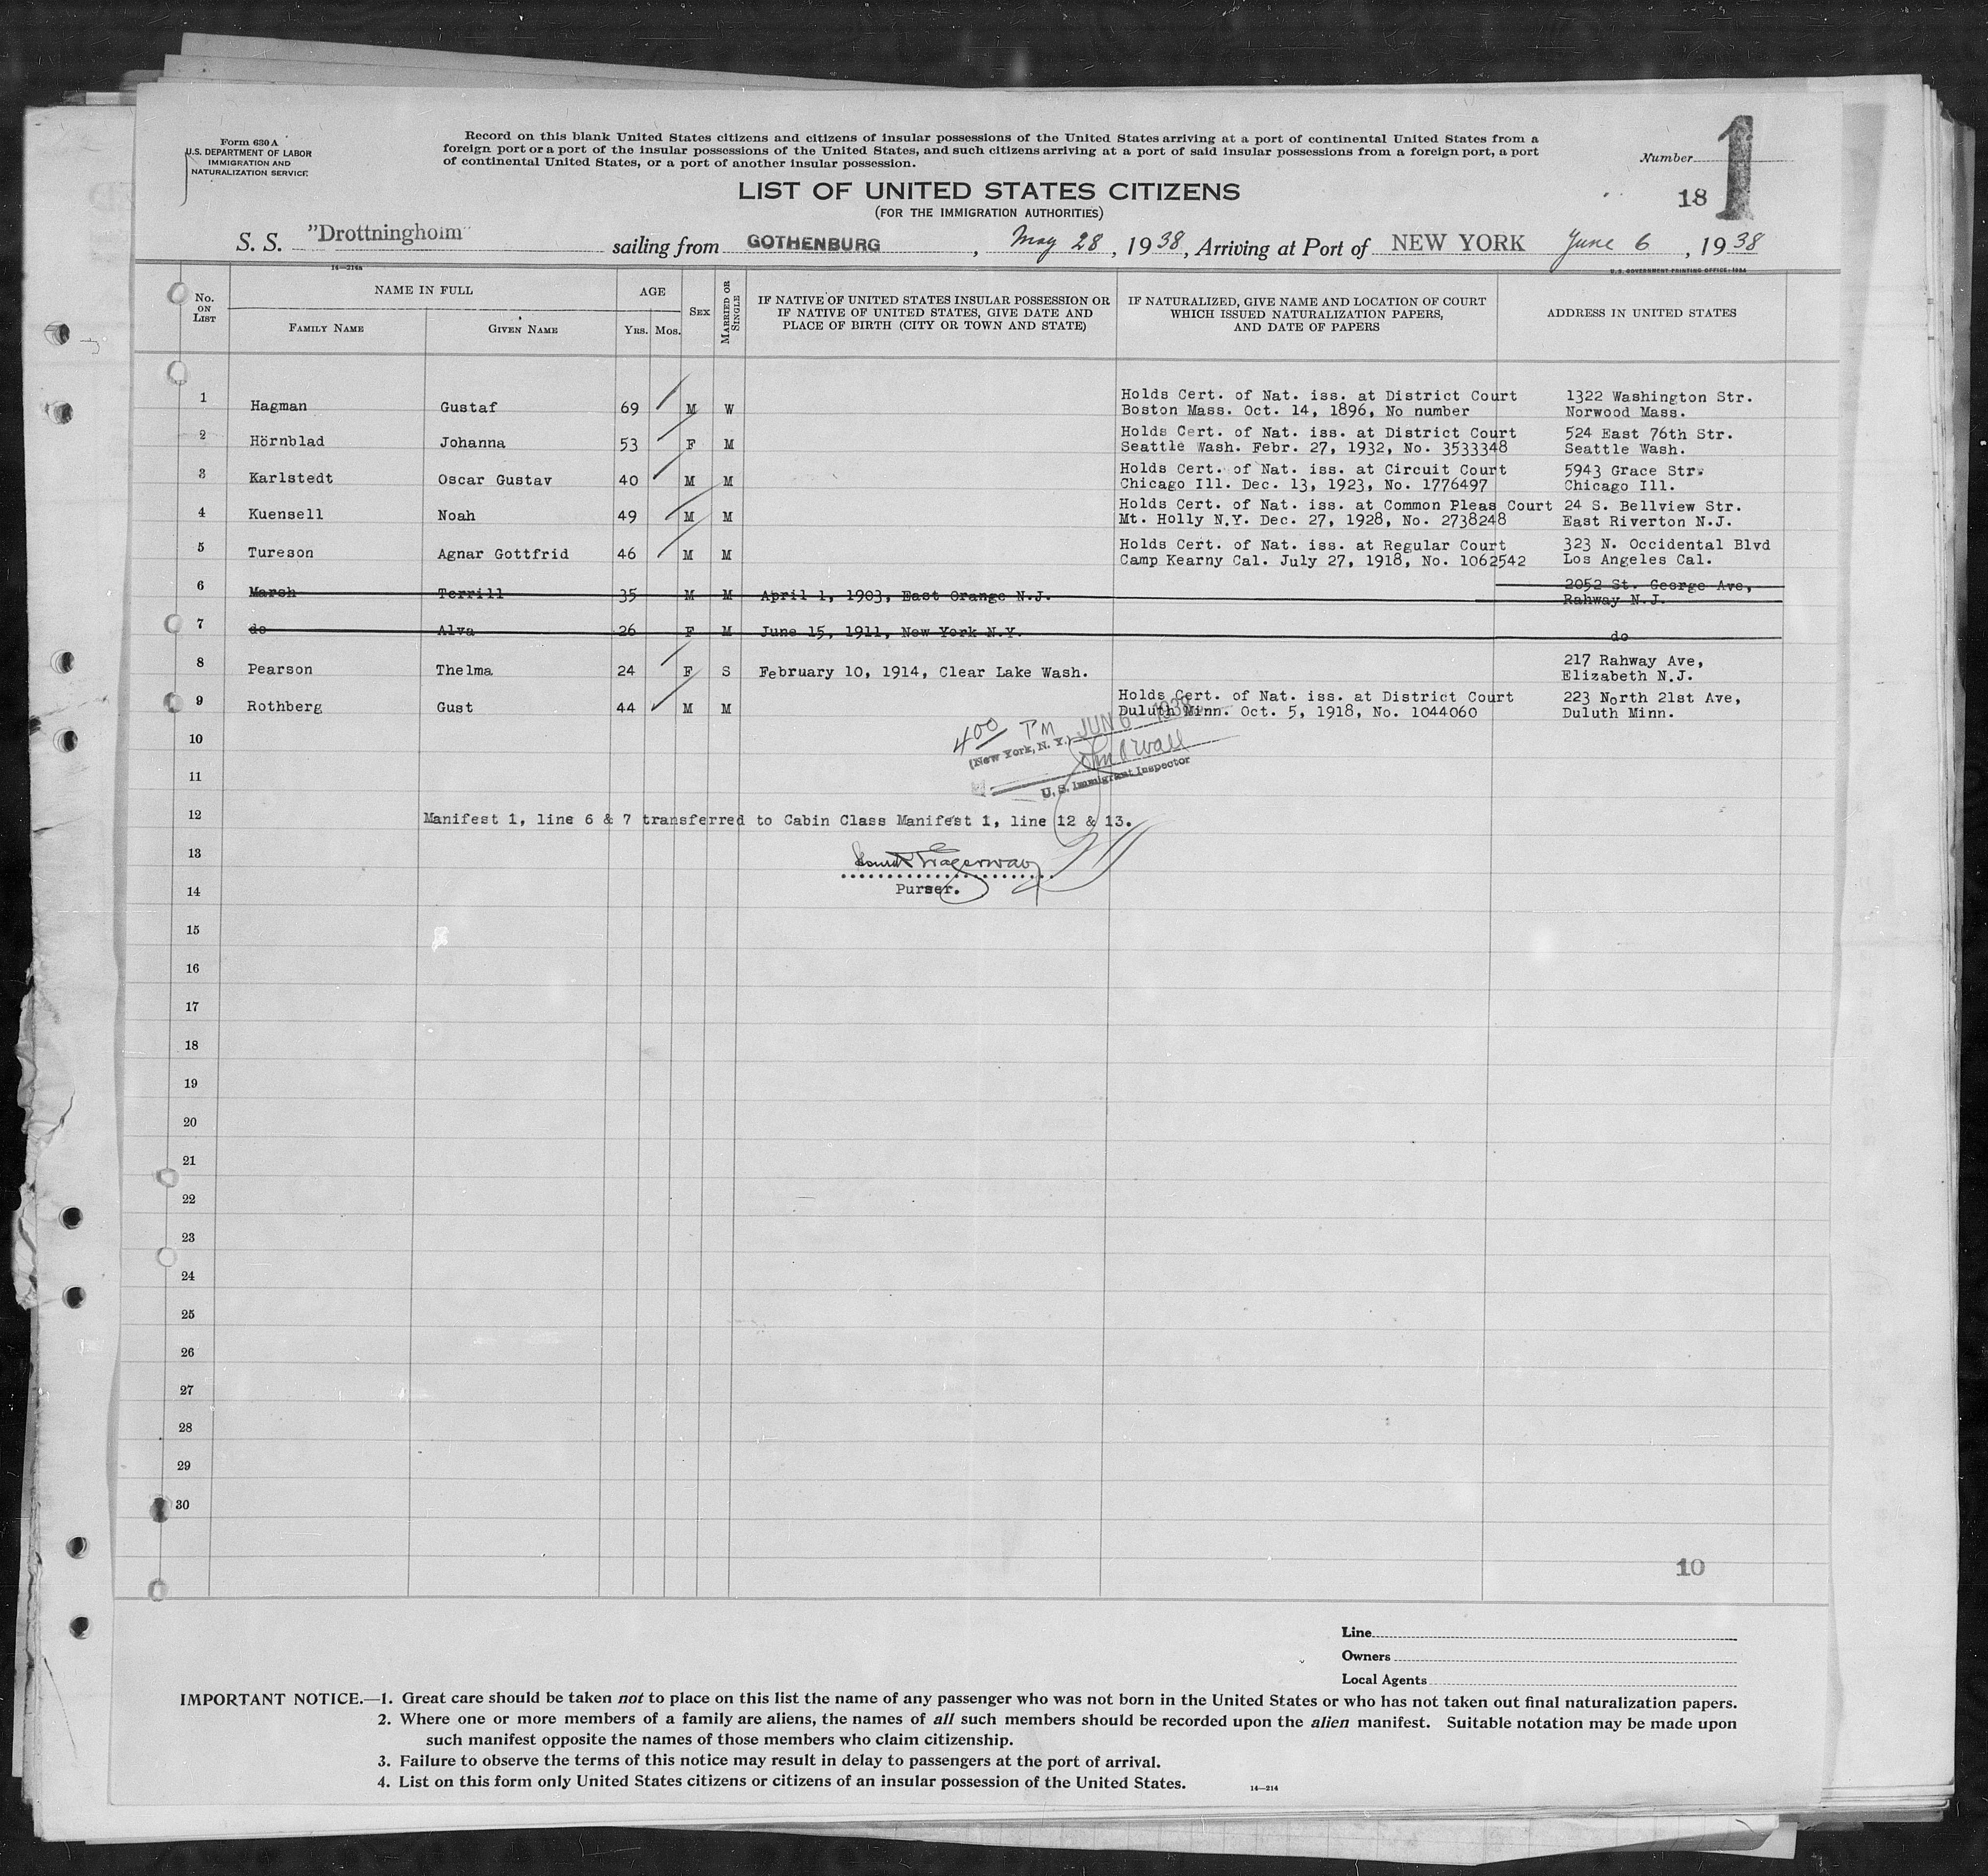 Form 630 A
U.S. DEPARTMENT OF LABOR
IMMIGRATION AND
NATURALIZATION SERVICE
Record on this blank United States citizens and citizens of insular possessions of the United States arriving at a port of continental United States from a
foreign port or a port of the insular possessions of the United States, and such citizens arriving at a port of said insular possessions from a foreign port, a port
of continental United States, or a port of another insular possession.
Number 1
18
LIST OF UNITED STATES CITIZENS
(FOR THE IMMIGRATION AUTHORITIES)
S. S. "Drottningholm" sailing from GOTHENBURG, May 28, 1938, Arriving at Port of NEW YORK June 6, 1938
14—214a
U. S. GOVERNMENT PRINTING OFFICE: 1934
No. ON LIST
NAME IN FULL
FAMILY NAME
GIVEN NAME
AGE
YRS. MOS.
SEX
MARRIED OR SINGLE
IF NATIVE OF UNITED STATES INSULAR POSSESSION OR
IF NATIVE OF UNITED STATES, GIVE DATE AND
PLACE OF BIRTH (CITY OR TOWN AND STATE)
IF NATURALIZED, GIVE NAME AND LOCATION OF COURT
WHICH ISSUED NATURALIZATION PAPERS,
AND DATE OF PAPERS
ADDRESS IN UNITED STATES
1 Hagman Gustaf 69 M W Holds Cert. of Nat. iss. at District Court 1322 Washington Str.
Boston Mass. Oct. 14, 1896, No number Norwood Mass.
2 Hörnblad Johanna 53 F M Holds Cert. of Nat. iss. at District Court 524 East 76th Str.
Seattle Wash. Febr. 27, 1932, No. 3533348 Seattle Wash.
3 Karlstedt Oscar Gustav 40 M M Holds Cert. of Nat. iss. at Circuit Court 5943 Grace Str.
Chicago Ill. Dec. 13, 1923, No. 1776497 Chicago Ill.
4 Kuensell Noah 49 M M Holds Cert. of Nat. iss. at Common Pleas Court 24 S. Bellview Str.
Mt. Holly N.Y. Dec. 27, 1928, No. 2738248 East Riverton N.J.
5 Tureson Agnar Gottfrid 46 M M Holds Cert. of Nat. iss. at Regular Court 323 N. Occidental Blvd
Camp Kearny Cal. July 27, 1918, No. 1062542 Los Angeles Cal.
6 Marsh Terrill 35 M M April 1, 1903, East Orange N.J. 2052 St. George Ave,
Rahway N.J.
7 do Alva 26 F M June 15, 1911, New York N.Y. do
8 Pearson Thelma 24 F S February 10, 1914, Clear Lake Wash. 217 Rahway Ave,
Elizabeth N.J.
9 Rothberg Gust 44 M M Holds Cert. of Nat. iss. at District Court 223 North 21st Ave,
Duluth Minn. Oct. 5, 1918, No. 1044060 Duluth Minn.
10
400 PM JUN 6 1938
(New York, N. Y.)
U. S. Immigrant Inspector
11
12 Manifest 1, line 6 & 7 transferred to Cabin Class Manifest 1, line 12 & 13.
13
Purser.
14
15
16
17
18
19
20
21
22
23
24
25
26
27
28
29
30
10
Line
Owners
Local Agents
IMPORTANT NOTICE.—1. Great care should be taken not to place on this list the name of any passenger who was not born in the United States or who has not taken out final naturalization papers.
2. Where one or more members of a family are aliens, the names of all such members should be recorded upon the alien manifest. Suitable notation may be made upon
such manifest opposite the names of those members who claim citizenship.
3. Failure to observe the terms of this notice may result in delay to passengers at the port of arrival.
4. List on this form only United States citizens or citizens of an insular possession of the United States.
14—214